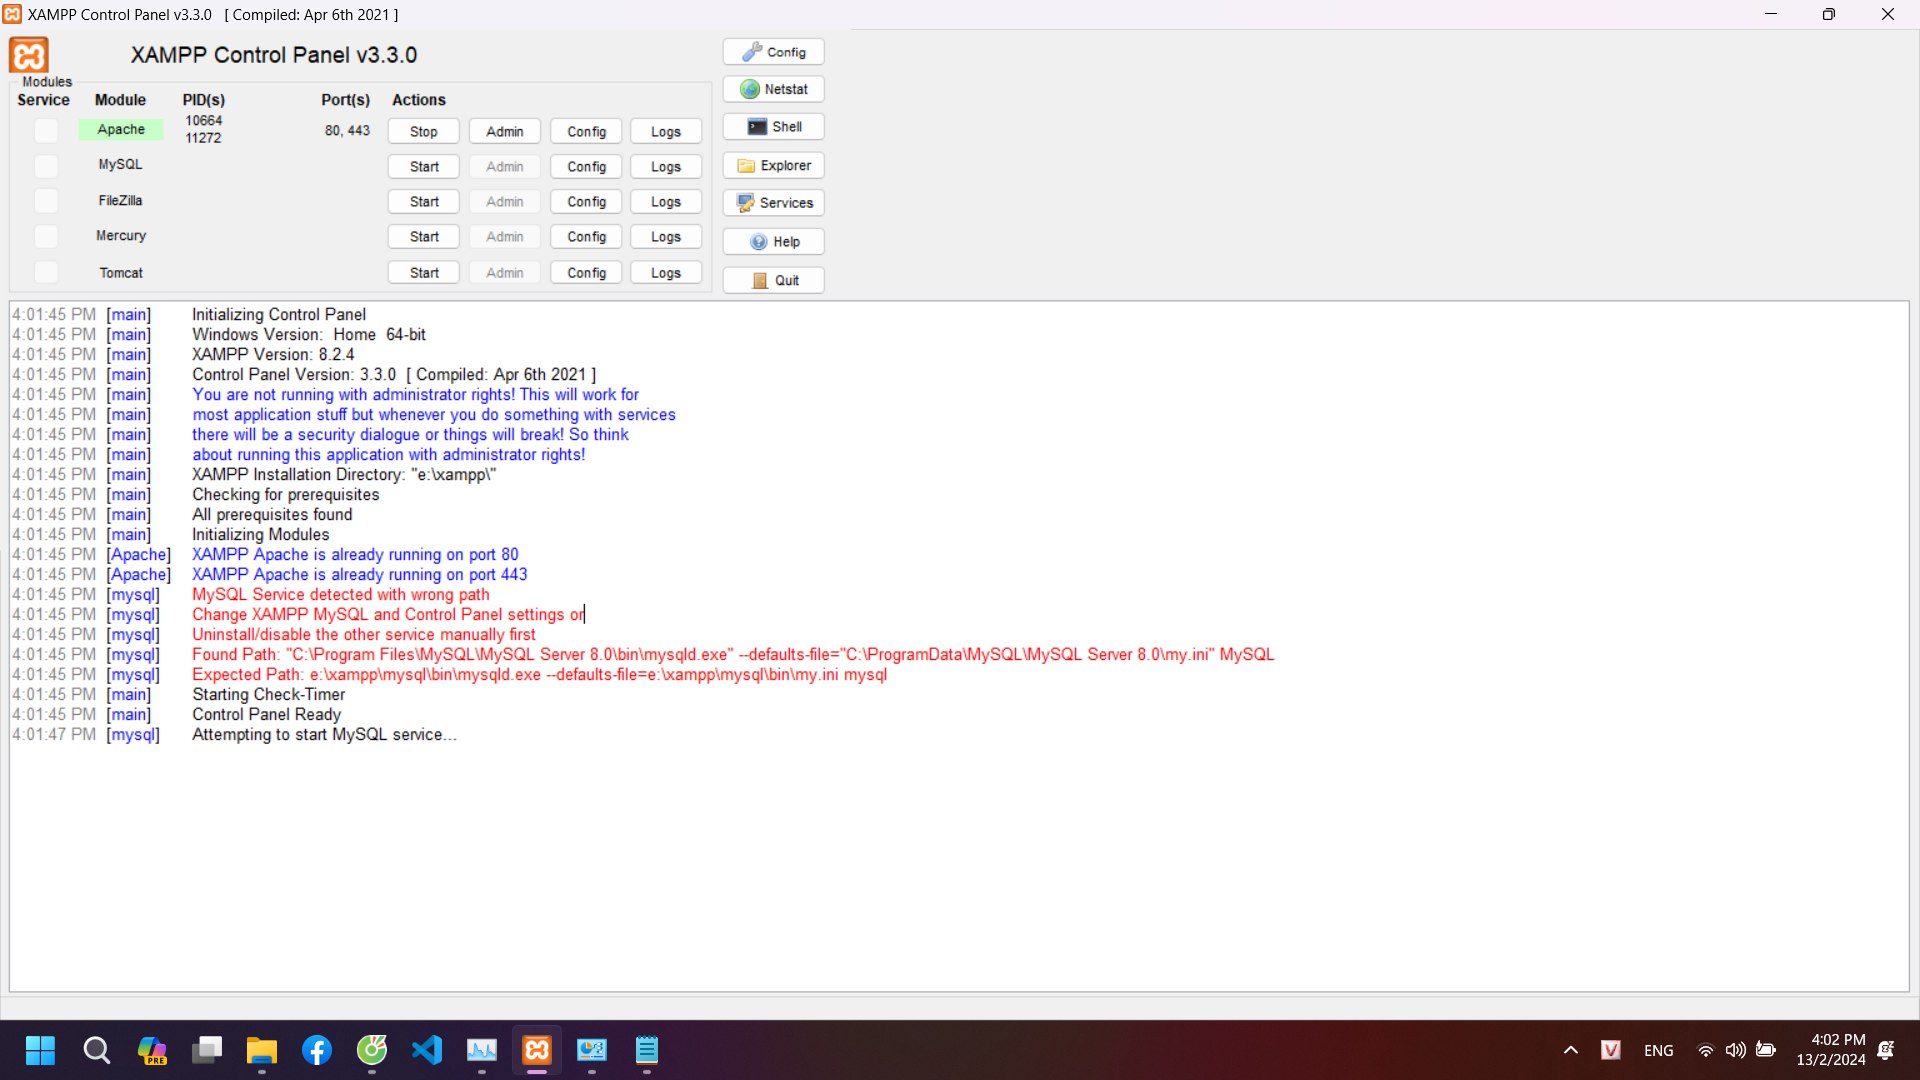 XAMPP Control Panel v3.3.0 [ Compiled: Apr 6th 2021 ]
XAMPP Control Panel v3.3.0
Config
Modules
Service Module PID(s) Port(s) Actions
Netstat
Apache 10664 11272 80, 443 Stop Admin Config Logs
Shell
MySQL Start Admin Config Logs
Explorer
FileZilla Start Admin Config Logs
Services
Mercury Start Admin Config Logs
Help
Tomcat Start Admin Config Logs
Quit
4:01:45 PM [main] Initializing Control Panel
4:01:45 PM [main] Windows Version: Home 64-bit
4:01:45 PM [main] XAMPP Version: 8.2.4
4:01:45 PM [main] Control Panel Version: 3.3.0 [ Compiled: Apr 6th 2021 ]
4:01:45 PM [main] You are not running with administrator rights! This will work for
4:01:45 PM [main] most application stuff but whenever you do something with services
4:01:45 PM [main] there will be a security dialogue or things will break! So think
4:01:45 PM [main] about running this application with administrator rights!
4:01:45 PM [main] XAMPP Installation Directory: "e:\xampp\"
4:01:45 PM [main] Checking for prerequisites
4:01:45 PM [main] All prerequisites found
4:01:45 PM [main] Initializing Modules
4:01:45 PM [Apache] XAMPP Apache is already running on port 80
4:01:45 PM [Apache] XAMPP Apache is already running on port 443
4:01:45 PM [mysql] MySQL Service detected with wrong path
4:01:45 PM [mysql] Change XAMPP MySQL and Control Panel settings or
4:01:45 PM [mysql] Uninstall/disable the other service manually first
4:01:45 PM [mysql] Found Path: "C:\Program Files\MySQL\MySQL Server 8.0\bin\mysqld.exe" --defaults-file="C:\ProgramData\MySQL\MySQL Server 8.0\my.ini" MySQL
4:01:45 PM [mysql] Expected Path: e:\xampp\mysql\bin\mysqld.exe --defaults-file=e:\xampp\mysql\bin\my.ini mysql
4:01:45 PM [main] Starting Check-Timer
4:01:45 PM [main] Control Panel Ready
4:01:47 PM [mysql] Attempting to start MySQL service...
PRE
V
ENG
4:02 PM
13/2/2024